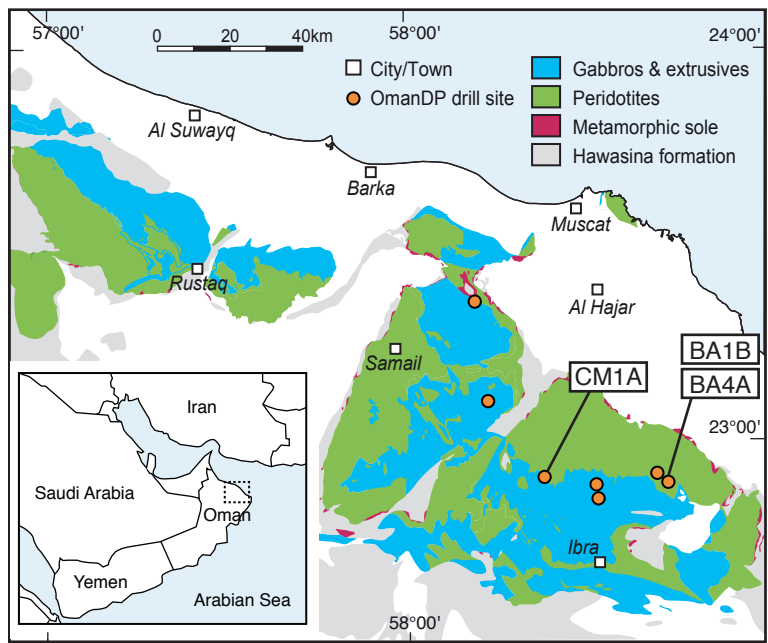 57°00'
58°00'
24°00'
0 20 40km
City/Town
OmanDP drill site
Gabbros & extrusives
Peridotites
Metamorphic sole
Hawasina formation
Al Suwayq
Barka
Muscat
Rustaq
Al Hajar
Samail
CM1A
BA1B
BA4A
23°00'
Iran
Saudi Arabia
Oman
Yemen
Arabian Sea
Ibra
58°00'